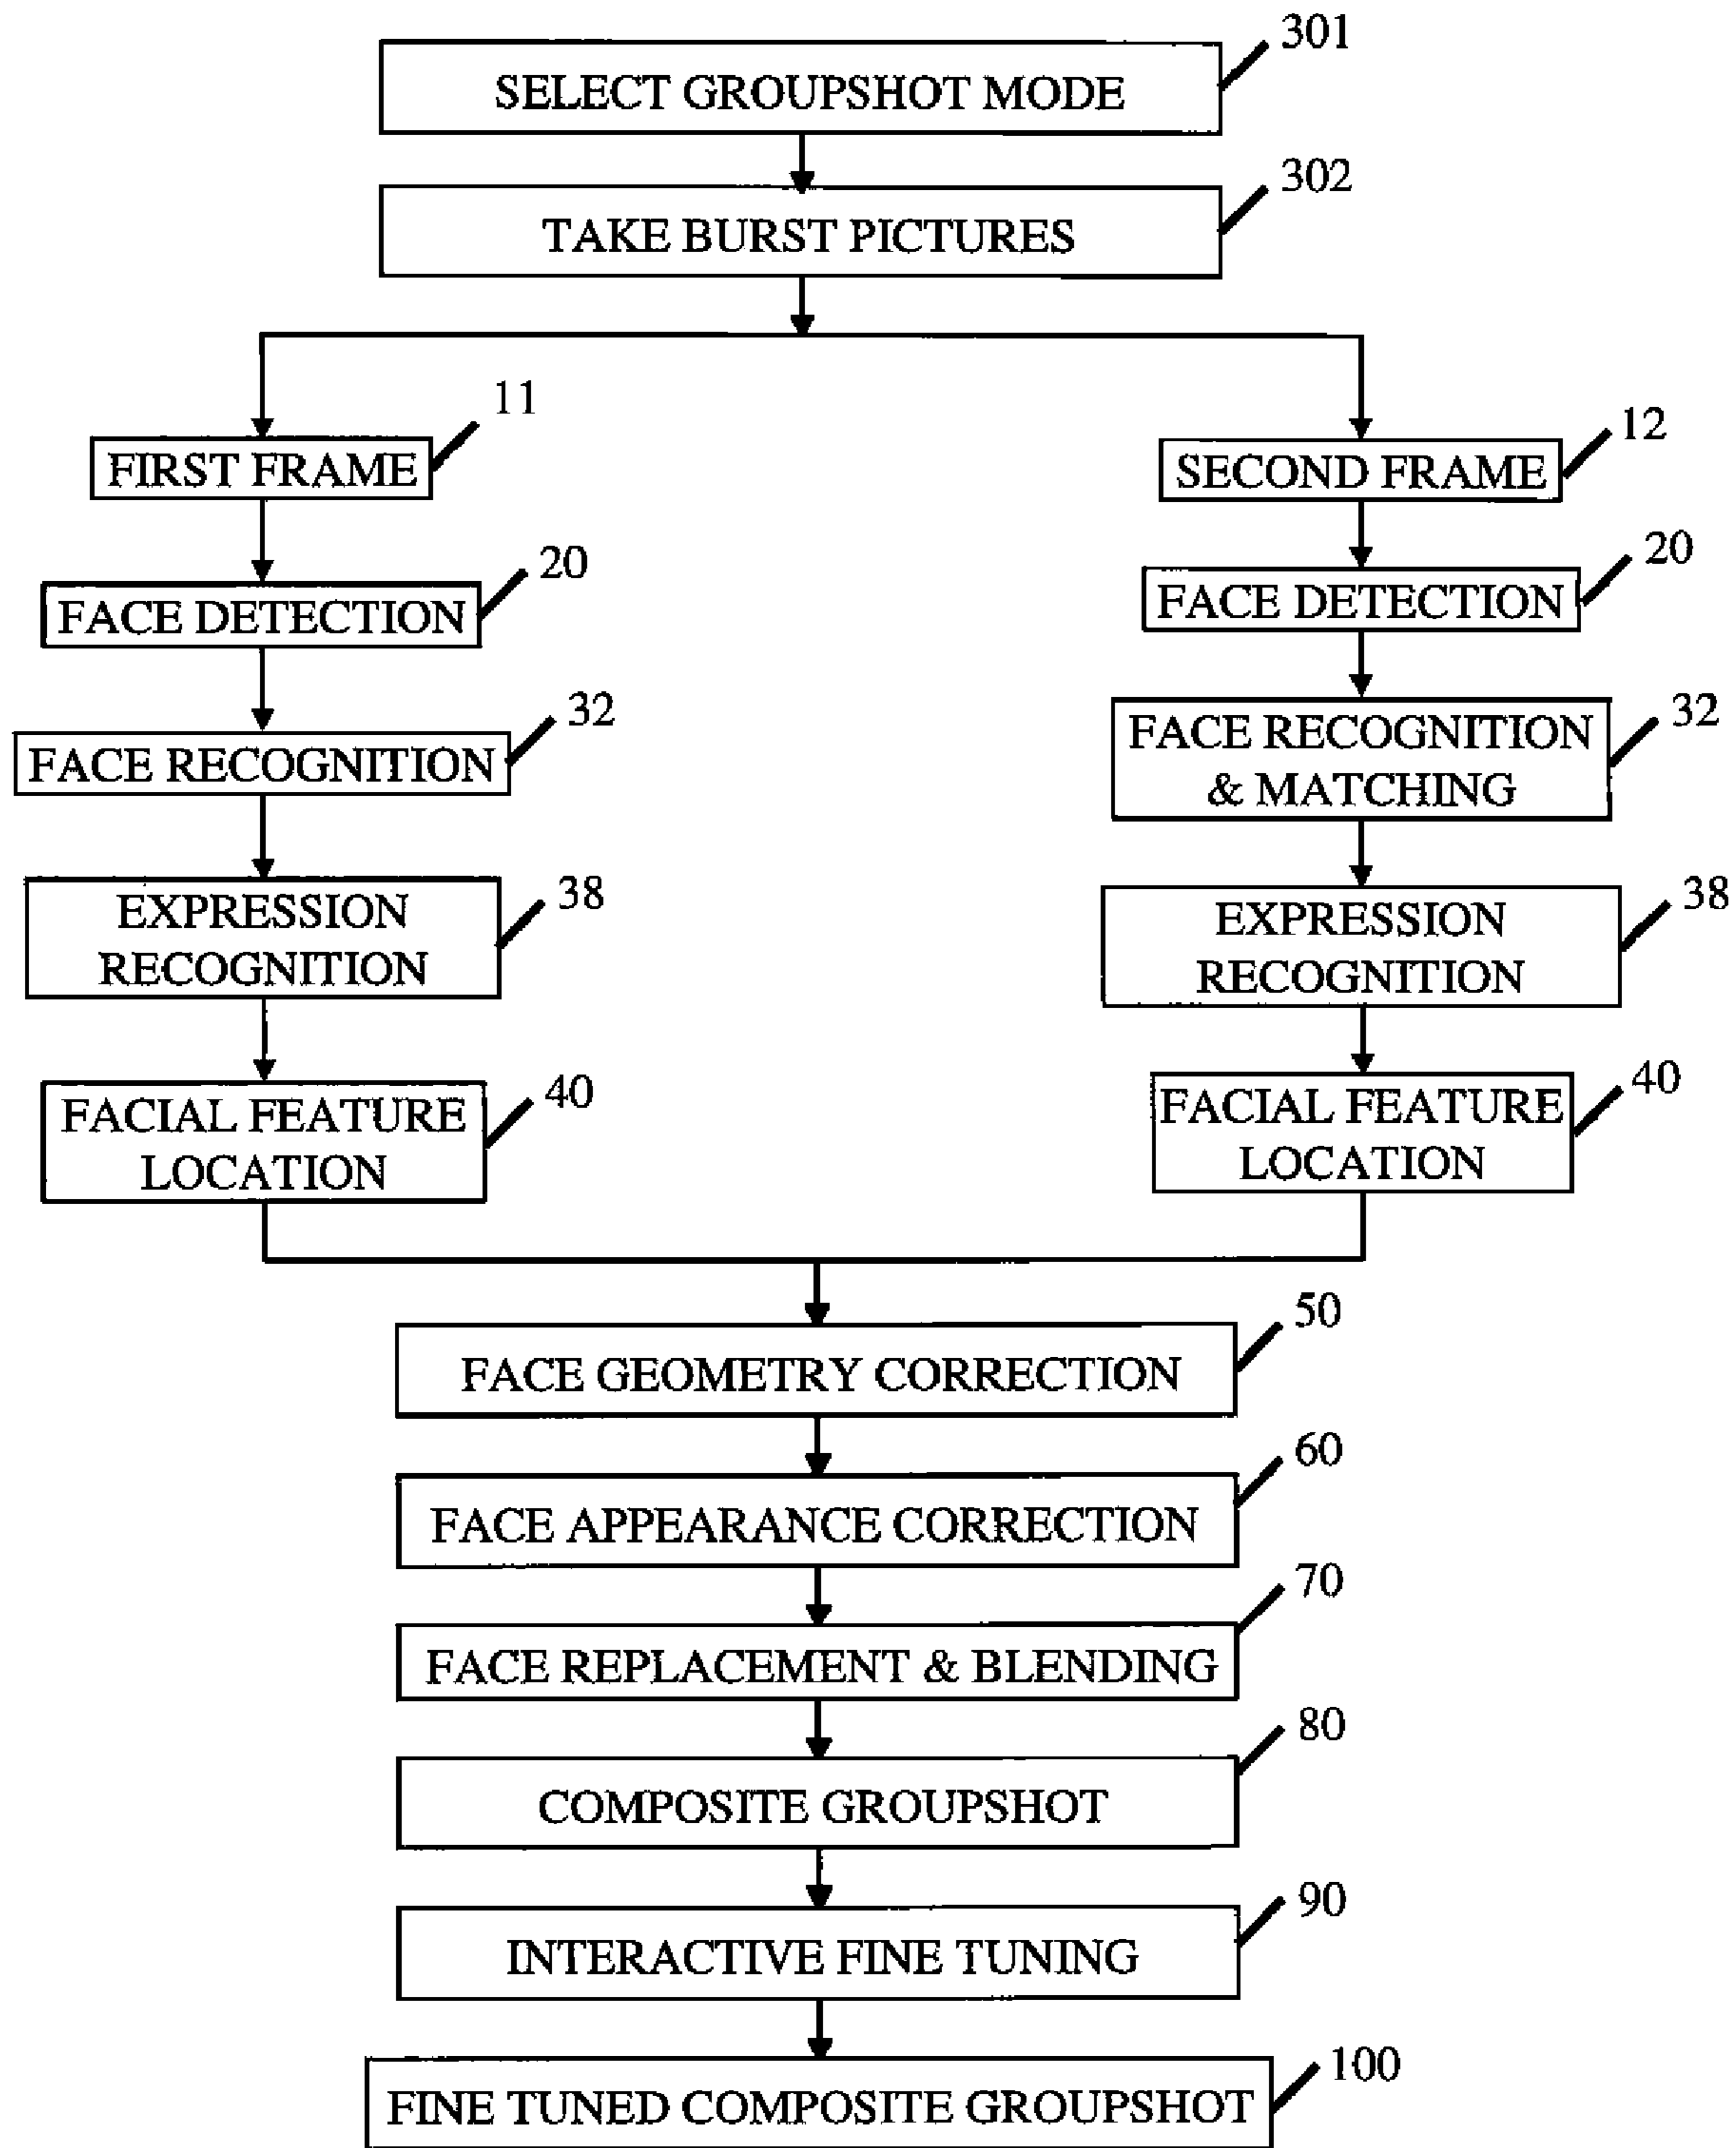 301
SELECT GROUPSHOT MODE
302
TAKE BURST PICTURES
11
FIRST FRAME
12
SECOND FRAME
20
FACE DETECTION
20
FACE DETECTION
32
FACE RECOGNITION
32
FACE RECOGNITION
& MATCHING
38
EXPRESSION
RECOGNITION
38
EXPRESSION
RECOGNITION
40
FACIAL FEATURE
LOCATION
40
FACIAL FEATURE
LOCATION
50
FACE GEOMETRY CORRECTION
60
FACE APPEARANCE CORRECTION
70
FACE REPLACEMENT & BLENDING
80
COMPOSITE GROUPSHOT
90
INTERACTIVE FINE TUNING
100
FINE TUNED COMPOSITE GROUPSHOT